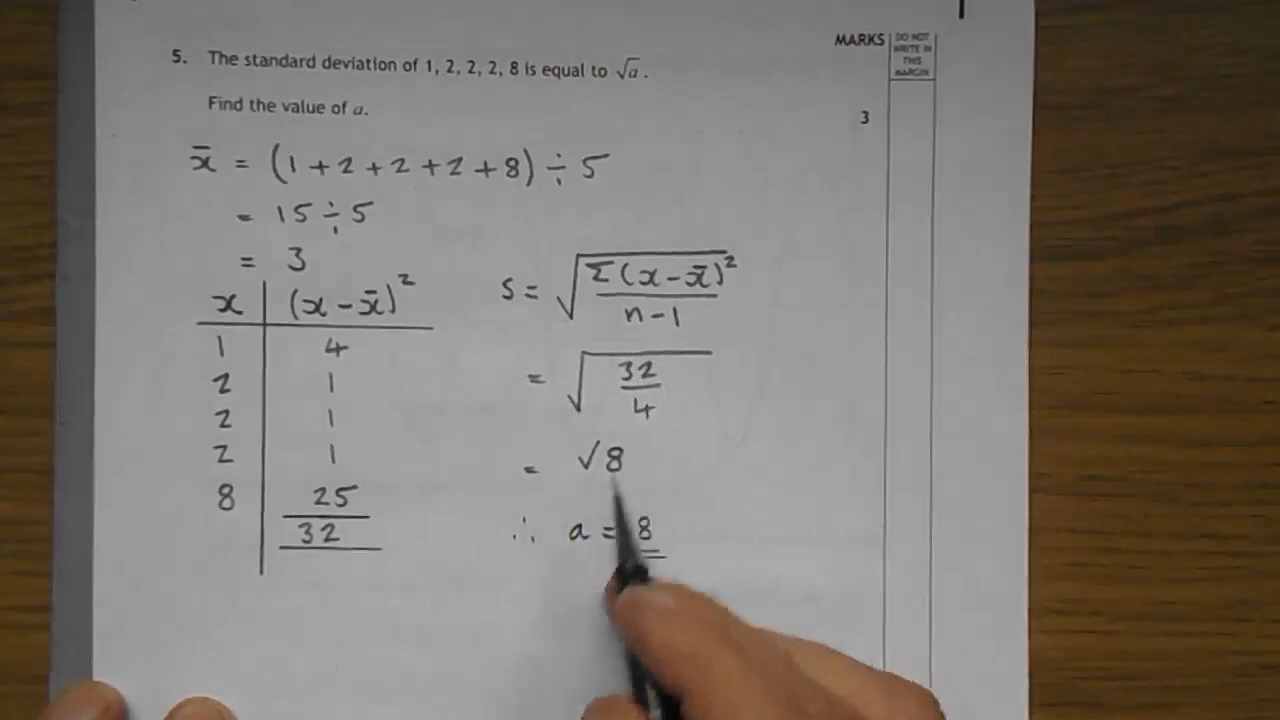 MARKS
DO NOT
WRITE IN
THIS
MARGIN
5. The standard deviation of 1, 2, 2, 2, 8 is equal to √a.
Find the value of a.
3
x̄ = (1 + 2 + 2 + 2 + 8) ÷ 5
= 15 ÷ 5
= 3
x | (x − x̄)²
1 | 4
2 | 1
2 | 1
2 | 1
8 | 25
32
s = √(Σ(x − x̄)² / n − 1)
= √(32 / 4)
= √8
∴ a = 8